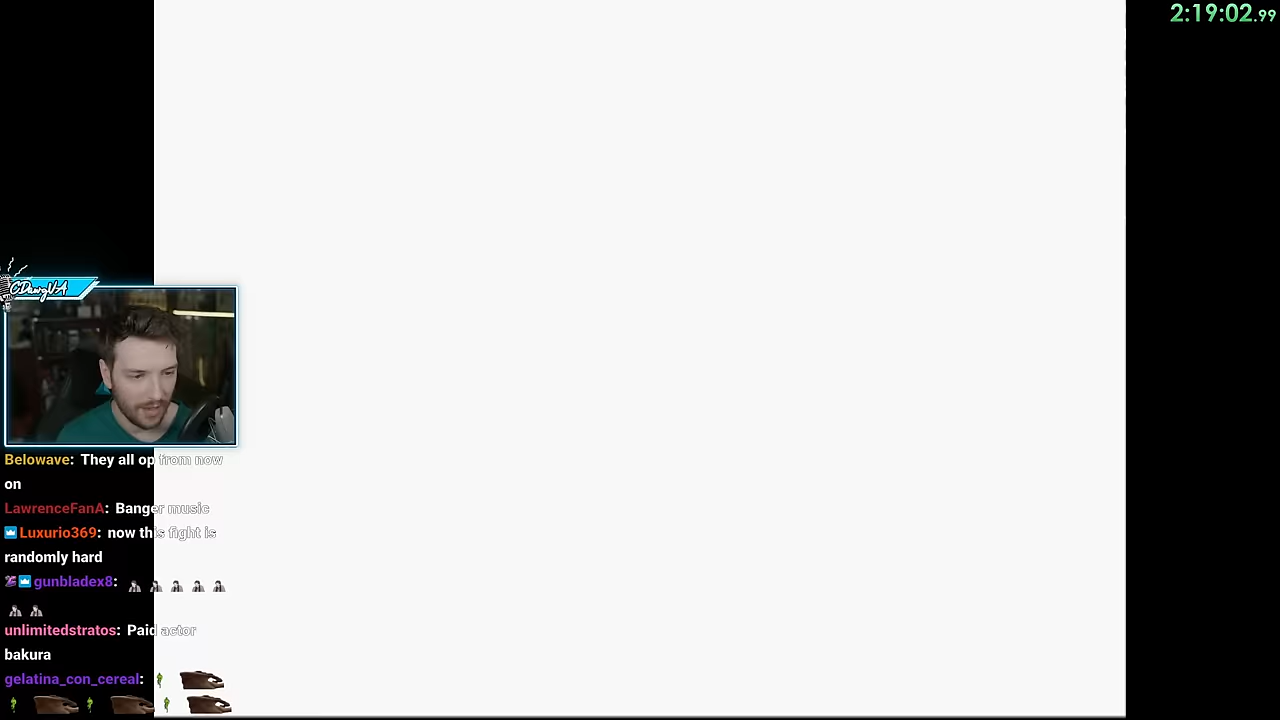 2:19:02.99
CDawgVA
Belowave: They all op from now
on
LawrenceFanA: Banger music
Luxurio369: now this fight is
randomly hard
gunbladex8:
unlimitedstratos: Paid actor
bakura
gelatina_con_cereal: